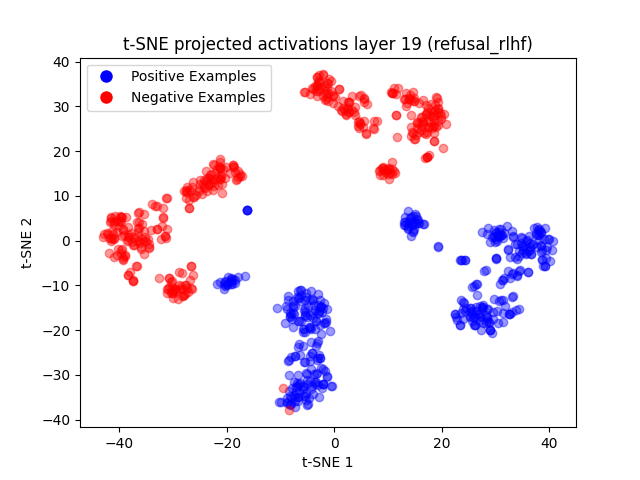 t-SNE projected activations layer 19 (refusal_rlhf)
Positive Examples
Negative Examples
40
30
20
10
0
−10
−20
−30
−40
t-SNE 2
−40
−20
0
20
40
t-SNE 1